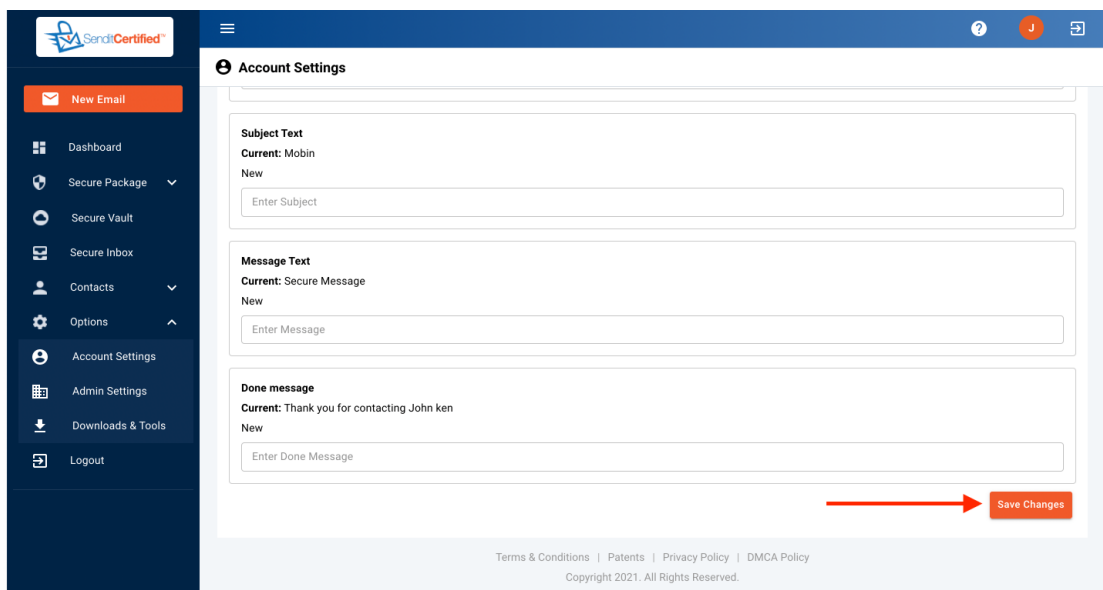 SenditCertified™
J
Account Settings
New Email
Dashboard
Secure Package
Secure Vault
Secure Inbox
Contacts
Options
Account Settings
Admin Settings
Downloads & Tools
Logout
Subject Text
Current: Mobin
New
Enter Subject
Message Text
Current: Secure Message
New
Enter Message
Done message
Current: Thank you for contacting John ken
New
Enter Done Message
Save Changes
Terms & Conditions | Patents | Privacy Policy | DMCA Policy
Copyright 2021. All Rights Reserved.